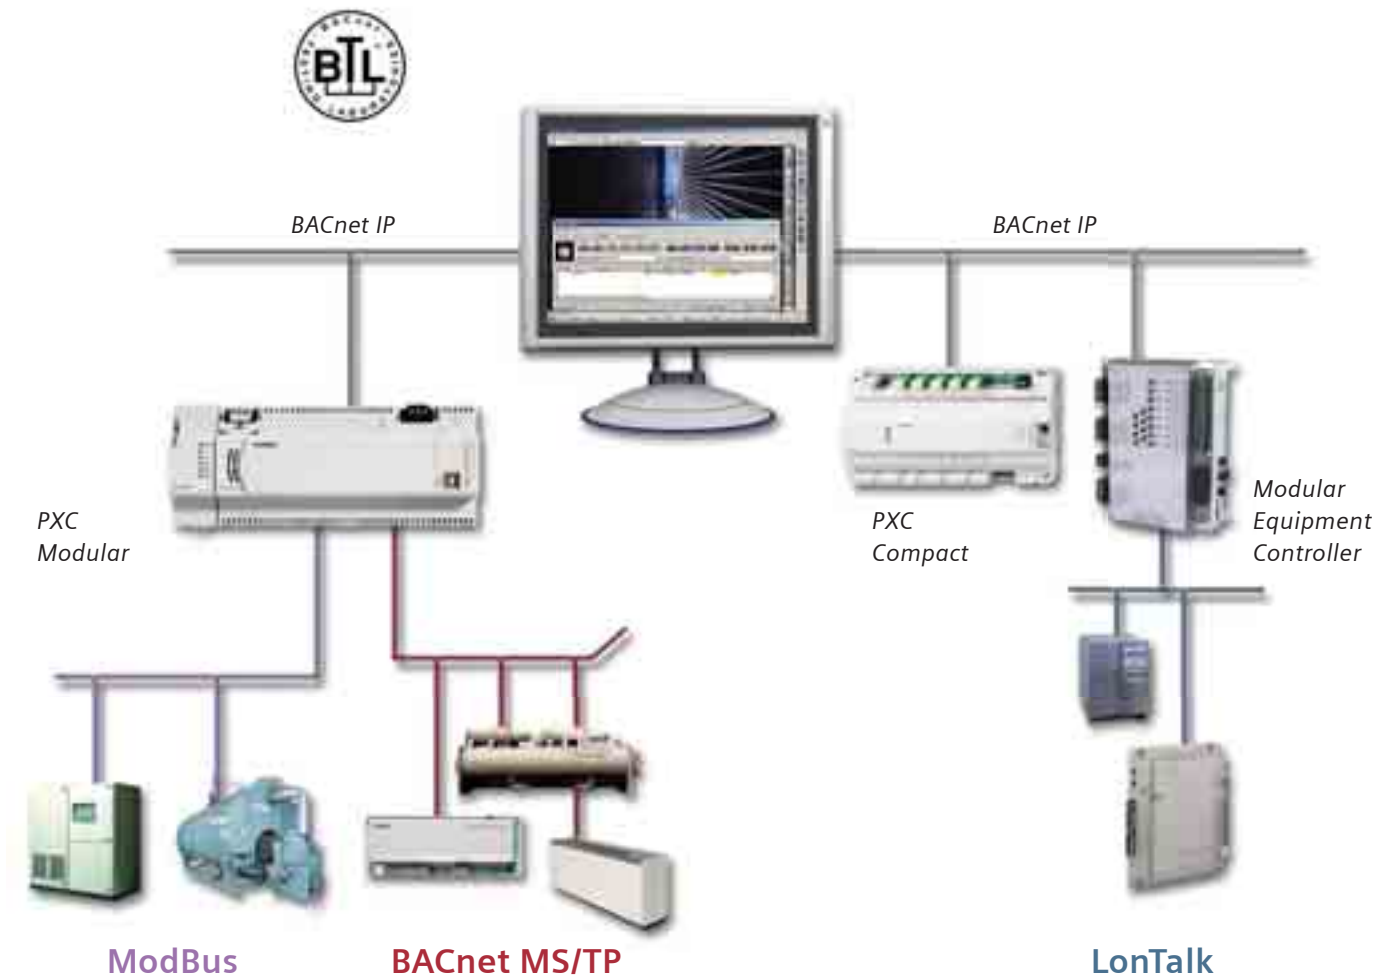 BTL
BACnet IP
BACnet IP
PXC
Modular
PXC
Compact
Modular
Equipment
Controller
ModBus
BACnet MS/TP
LonTalk